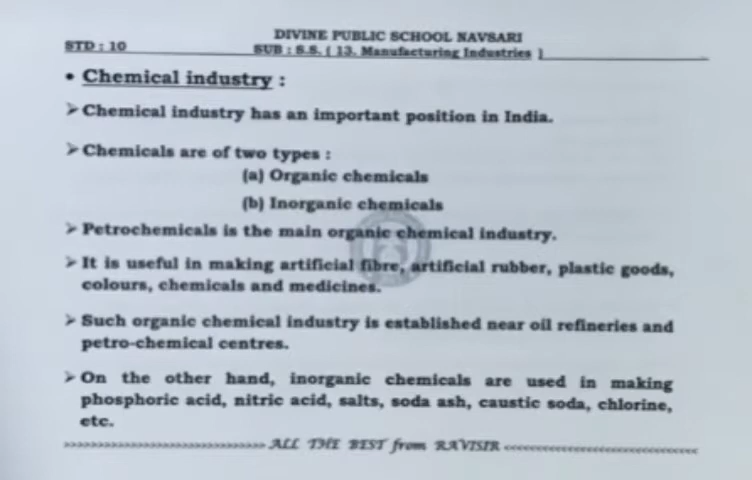 DIVINE PUBLIC SCHOOL NAVSARI
STD : 10 SUB : S.S. ( 13. Manufacturing Industries )
• Chemical industry :
➢ Chemical industry has an important position in India.
➢ Chemicals are of two types :
(a) Organic chemicals
(b) Inorganic chemicals
➢ Petrochemicals is the main organic chemical industry.
➢ It is useful in making artificial fibre, artificial rubber, plastic goods,
colours, chemicals and medicines.
➢ Such organic chemical industry is established near oil refineries and
petro-chemical centres.
➢ On the other hand, inorganic chemicals are used in making
phosphoric acid, nitric acid, salts, soda ash, caustic soda, chlorine,
etc.
ALL THE BEST from RAVISIR